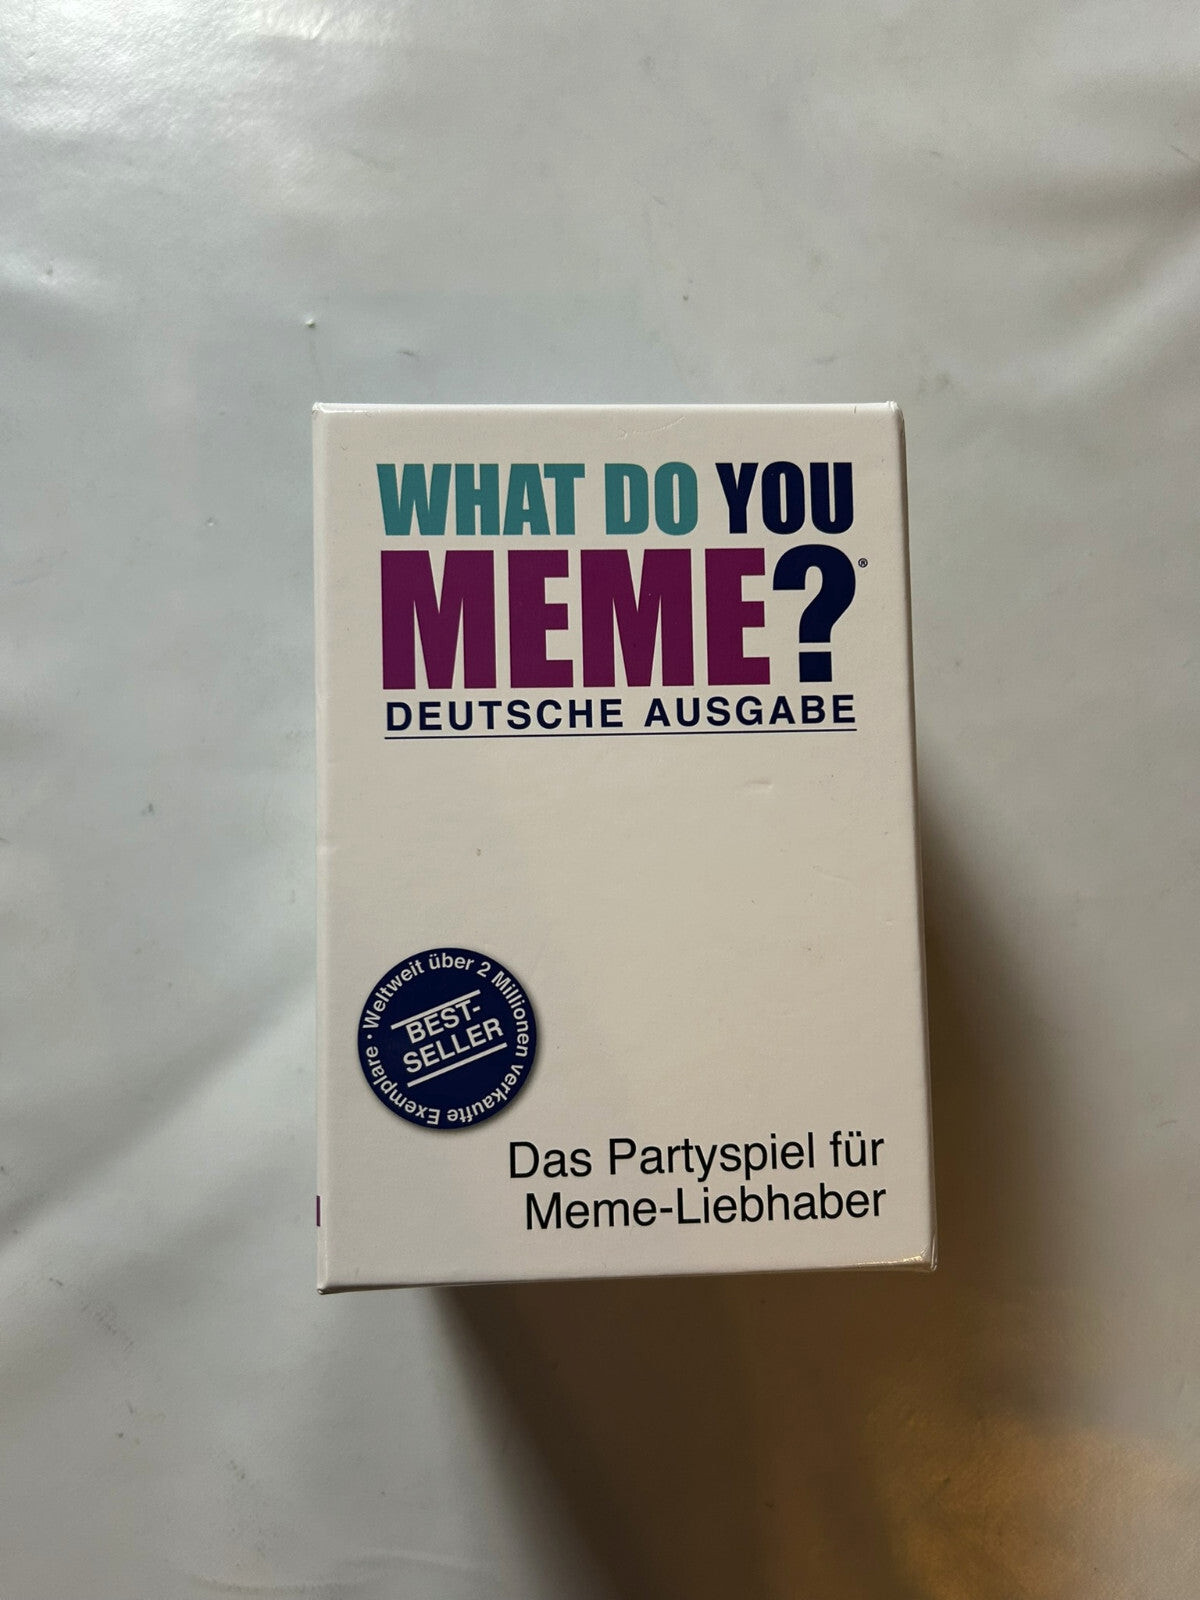 WHAT DO YOU
MEME?®
DEUTSCHE AUSGABE
Weltweit über 2 Millionen verkaufte Exemplare •
BEST-
SELLER
Das Partyspiel für
Meme-Liebhaber